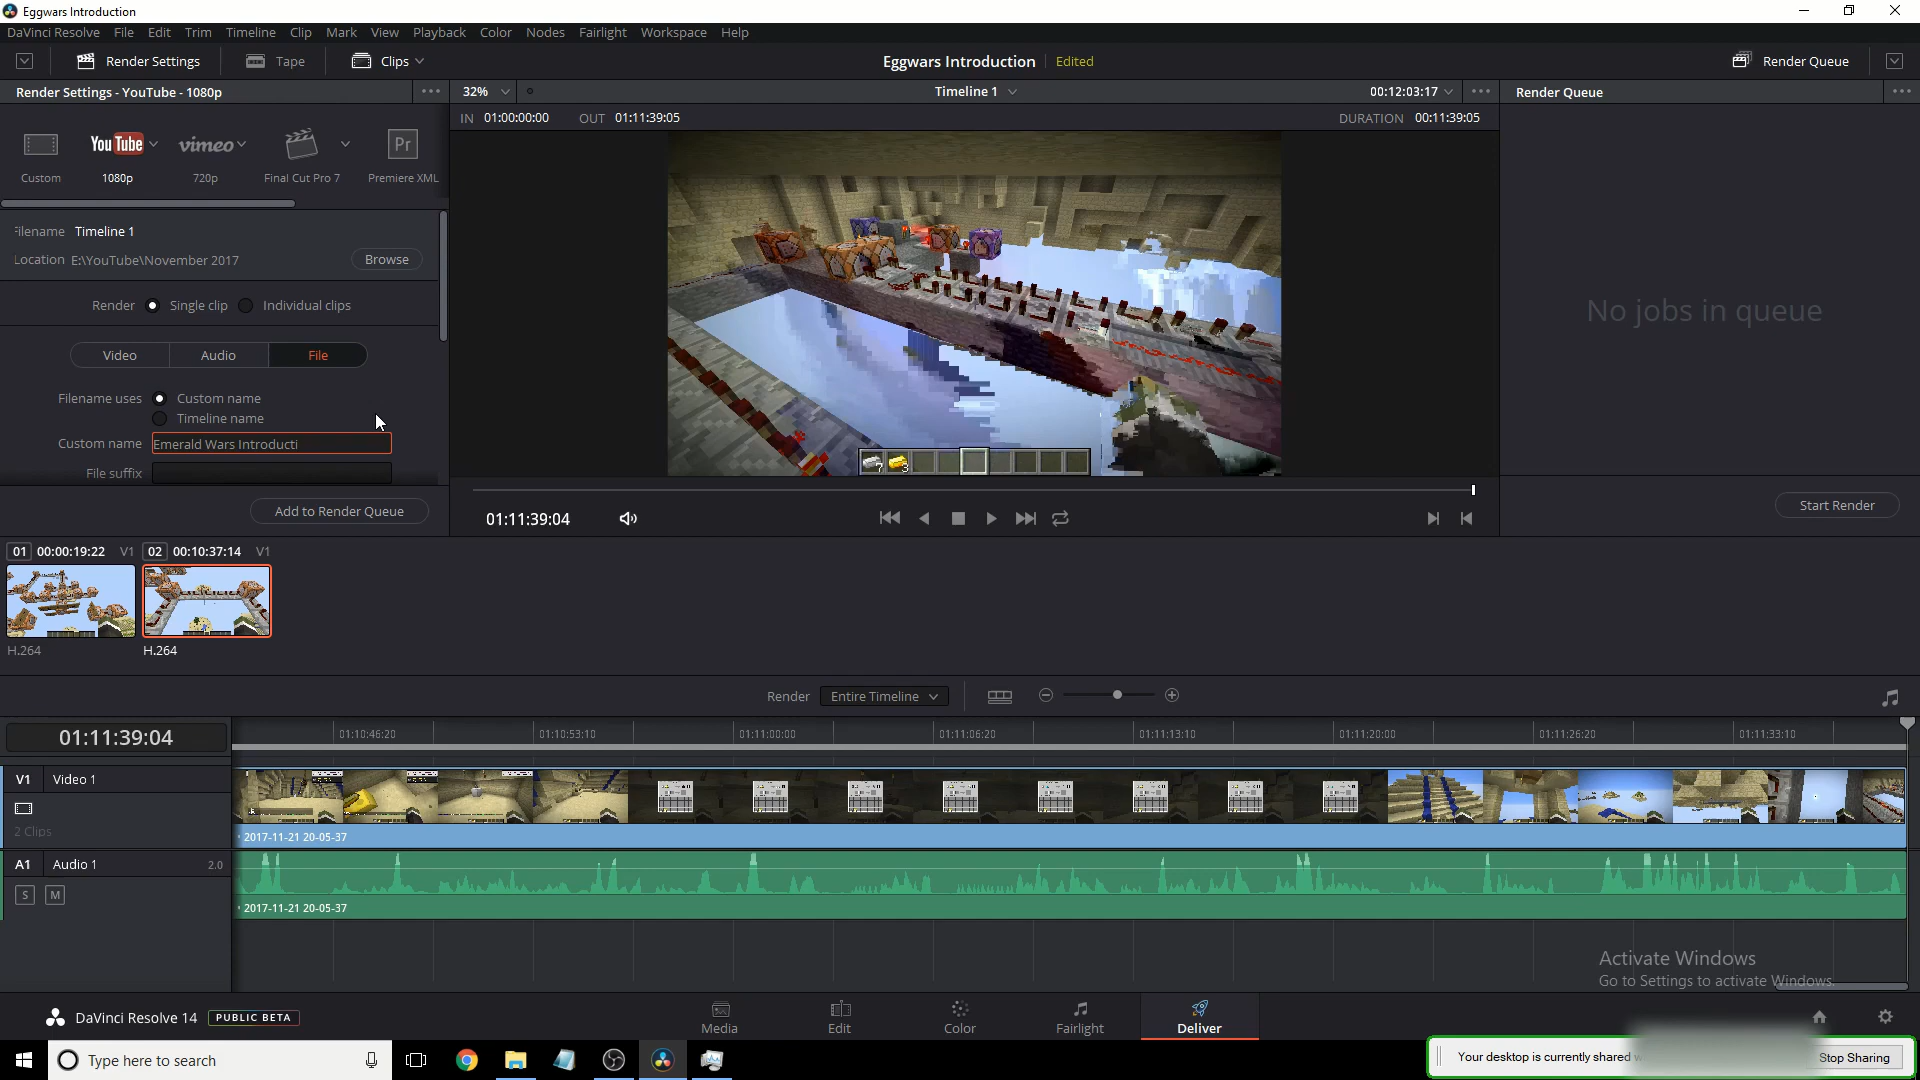 Eggwars Introduction
DaVinci Resolve File Edit Trim Timeline Clip Mark View Playback Color Nodes Fairlight Workspace Help
Render Settings Tape Clips Eggwars Introduction Edited Render Queue
Render Settings - YouTube - 1080p 32% Timeline 1 00:12:03:17 Render Queue
IN 01:00:00:00 OUT 01:11:39:05 DURATION 00:11:39:05
YouTube vimeo Pr
Custom 1080p 720p Final Cut Pro 7 Premiere XML
Filename Timeline 1
Location E:\YouTube\November 2017 Browse
Render Single clip Individual clips
No jobs in queue
Video Audio File
Filename uses Custom name
Timeline name
Custom name Emerald Wars Introducti
File suffix
7 3
Add to Render Queue
Start Render
01:11:39:04
01 00:00:19:22 V1 02 00:10:37:14 V1
H.264 H.264
Render Entire Timeline
01:11:39:04
01:10:46:20 01:10:53:10 01:11:00:00 01:11:06:20 01:11:13:10 01:11:20:00 01:11:26:20 01:11:33:10
V1 Video 1
2 Clips
2017-11-21 20-05-37
A1 Audio 1 2.0
S M
2017-11-21 20-05-37
Activate Windows
Go to Settings to activate Windows.
DaVinci Resolve 14 PUBLIC BETA
Media Edit Color Fairlight Deliver
Type here to search
Your desktop is currently shared
Stop Sharing